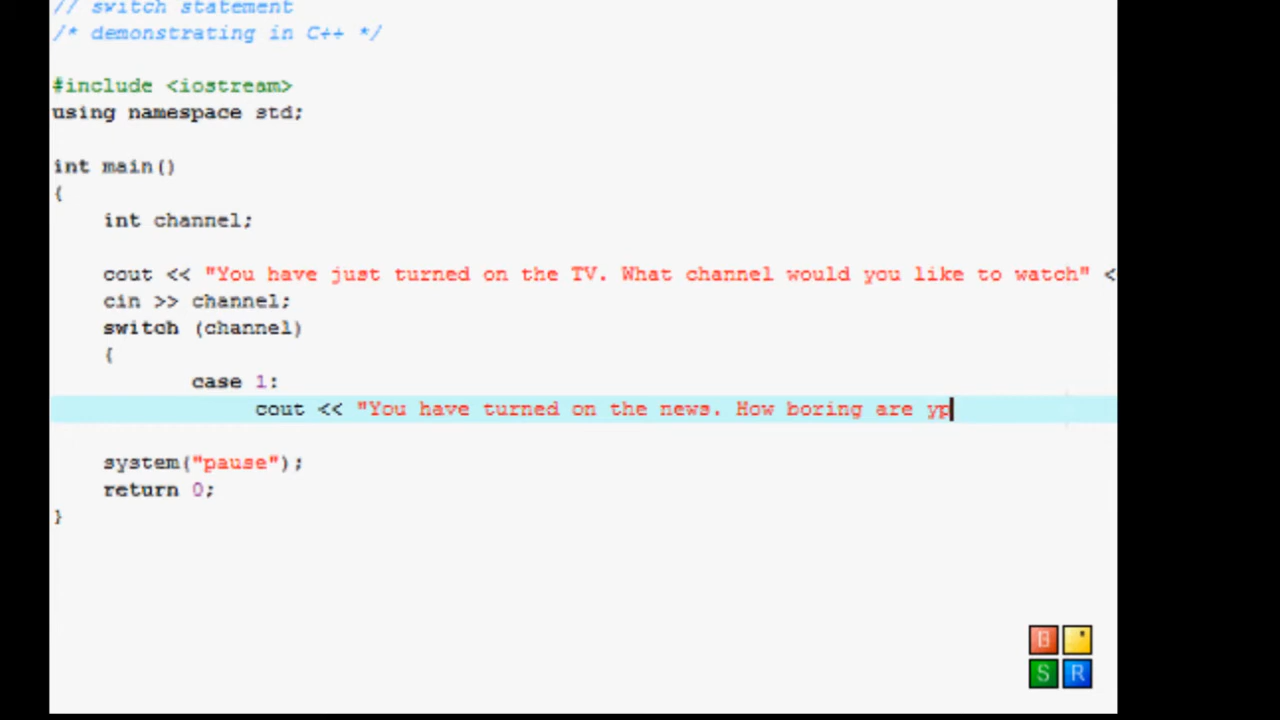 // switch statement
/* demonstrating in C++ */
#include <iostream>
using namespace std;
int main()
{
int channel;
cout << "You have just turned on the TV. What channel would you like to watch" <
cin >> channel;
switch (channel)
{
case 1:
cout << "You have turned on the news. How boring are yp
system("pause");
return 0;
}
B
S R